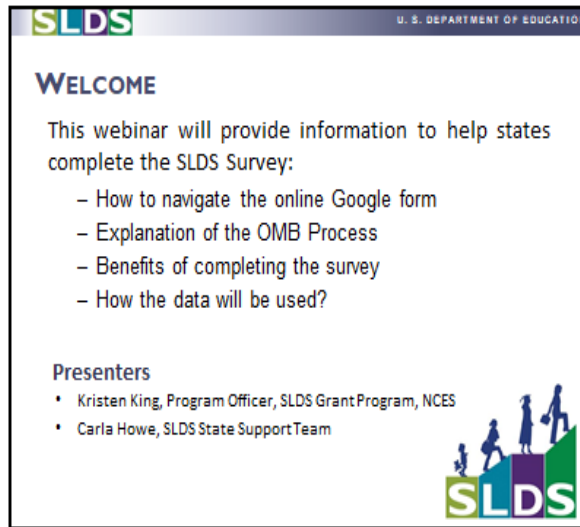 SLDS
U. S. DEPARTMENT OF EDUCATIO
WELCOME
This webinar will provide information to help states
complete the SLDS Survey:
– How to navigate the online Google form
– Explanation of the OMB Process
– Benefits of completing the survey
– How the data will be used?
Presenters
• Kristen King, Program Officer, SLDS Grant Program, NCES
• Carla Howe, SLDS State Support Team
SLDS